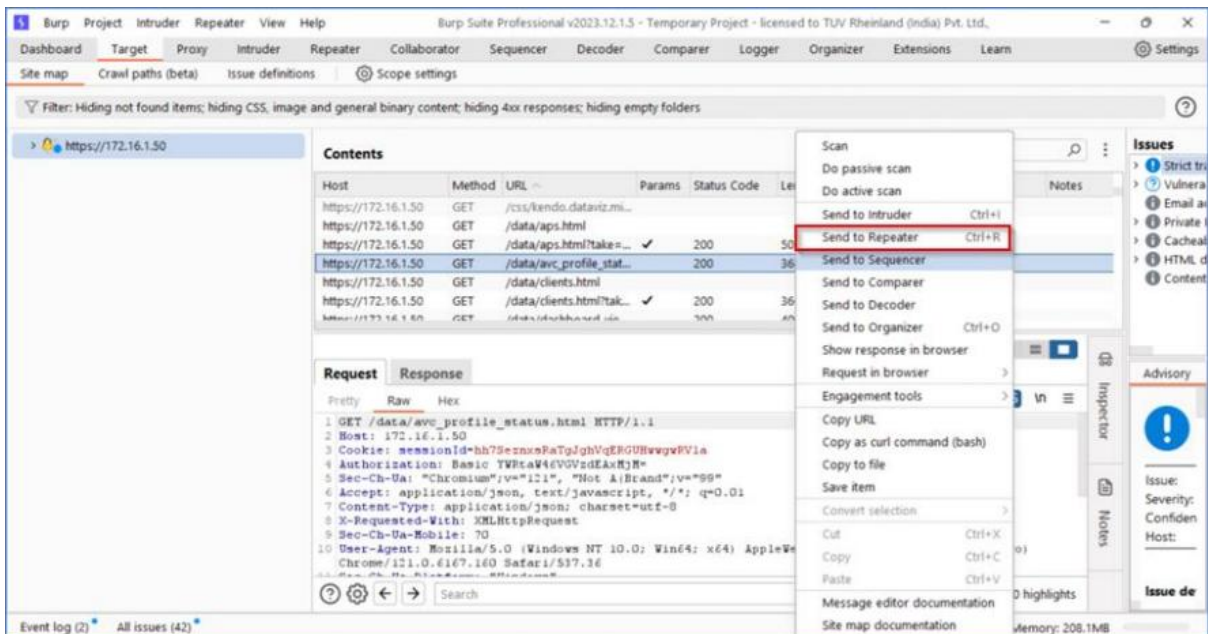 Burp Project Intruder Repeater View Help Burp Suite Professional v2023.12.1.5 - Temporary Project - licensed to TUV Rheinland (India) Pvt. Ltd.,
Dashboard Target Proxy Intruder Repeater Collaborator Sequencer Decoder Comparer Logger Organizer Extensions Learn Settings
Site map Crawl paths (beta) Issue definitions Scope settings
Filter: Hiding not found items; hiding CSS, image and general binary content; hiding 4xx responses; hiding empty folders
https://172.16.1.50
Contents
Host Method URL Params Status Code Notes
https://172.16.1.50 GET /css/kendo.dataviz.mi...
https://172.16.1.50 GET /data/aps.html
https://172.16.1.50 GET /data/aps.html?take=... ✓ 200 50
https://172.16.1.50 GET /data/avc_profile_stat... 200 36
https://172.16.1.50 GET /data/clients.html
https://172.16.1.50 GET /data/clients.html?tak... ✓ 200 36
Request Response
Pretty Raw Hex
1 GET /data/avc_profile_status.html HTTP/1.1
2 Host: 172.16.1.50
3 Cookie: sessionId=
4 Authorization: Basic
5 Sec-Ch-Ua: "Chromium";v="121", "Not A(Brand";v="99"
6 Accept: application/json, text/javascript, */*; q=0.01
7 Content-Type: application/json; charset=utf-8
8 X-Requested-With: XMLHttpRequest
9 Sec-Ch-Ua-Mobile: ?0
10 User-Agent: Mozilla/5.0 (Windows NT 10.0; Win64; x64)
Chrome/121.0.6167.160 Safari/537.36
Search
0 highlights
Event log (2) All issues (42) Memory: 208.1MB
Scan
Do passive scan
Do active scan
Send to Intruder Ctrl+I
Send to Repeater Ctrl+R
Send to Sequencer
Send to Comparer
Send to Decoder
Send to Organizer Ctrl+O
Show response in browser
Request in browser
Engagement tools
Copy URL
Copy as curl command (bash)
Copy to file
Save item
Convert selection
Cut Ctrl+X
Copy Ctrl+C
Paste Ctrl+V
Message editor documentation
Site map documentation
\n
Inspector
Notes
Issues
Strict
Email
Private
HTML
Content
Advisory
Issue:
Severity:
Host:
Issue